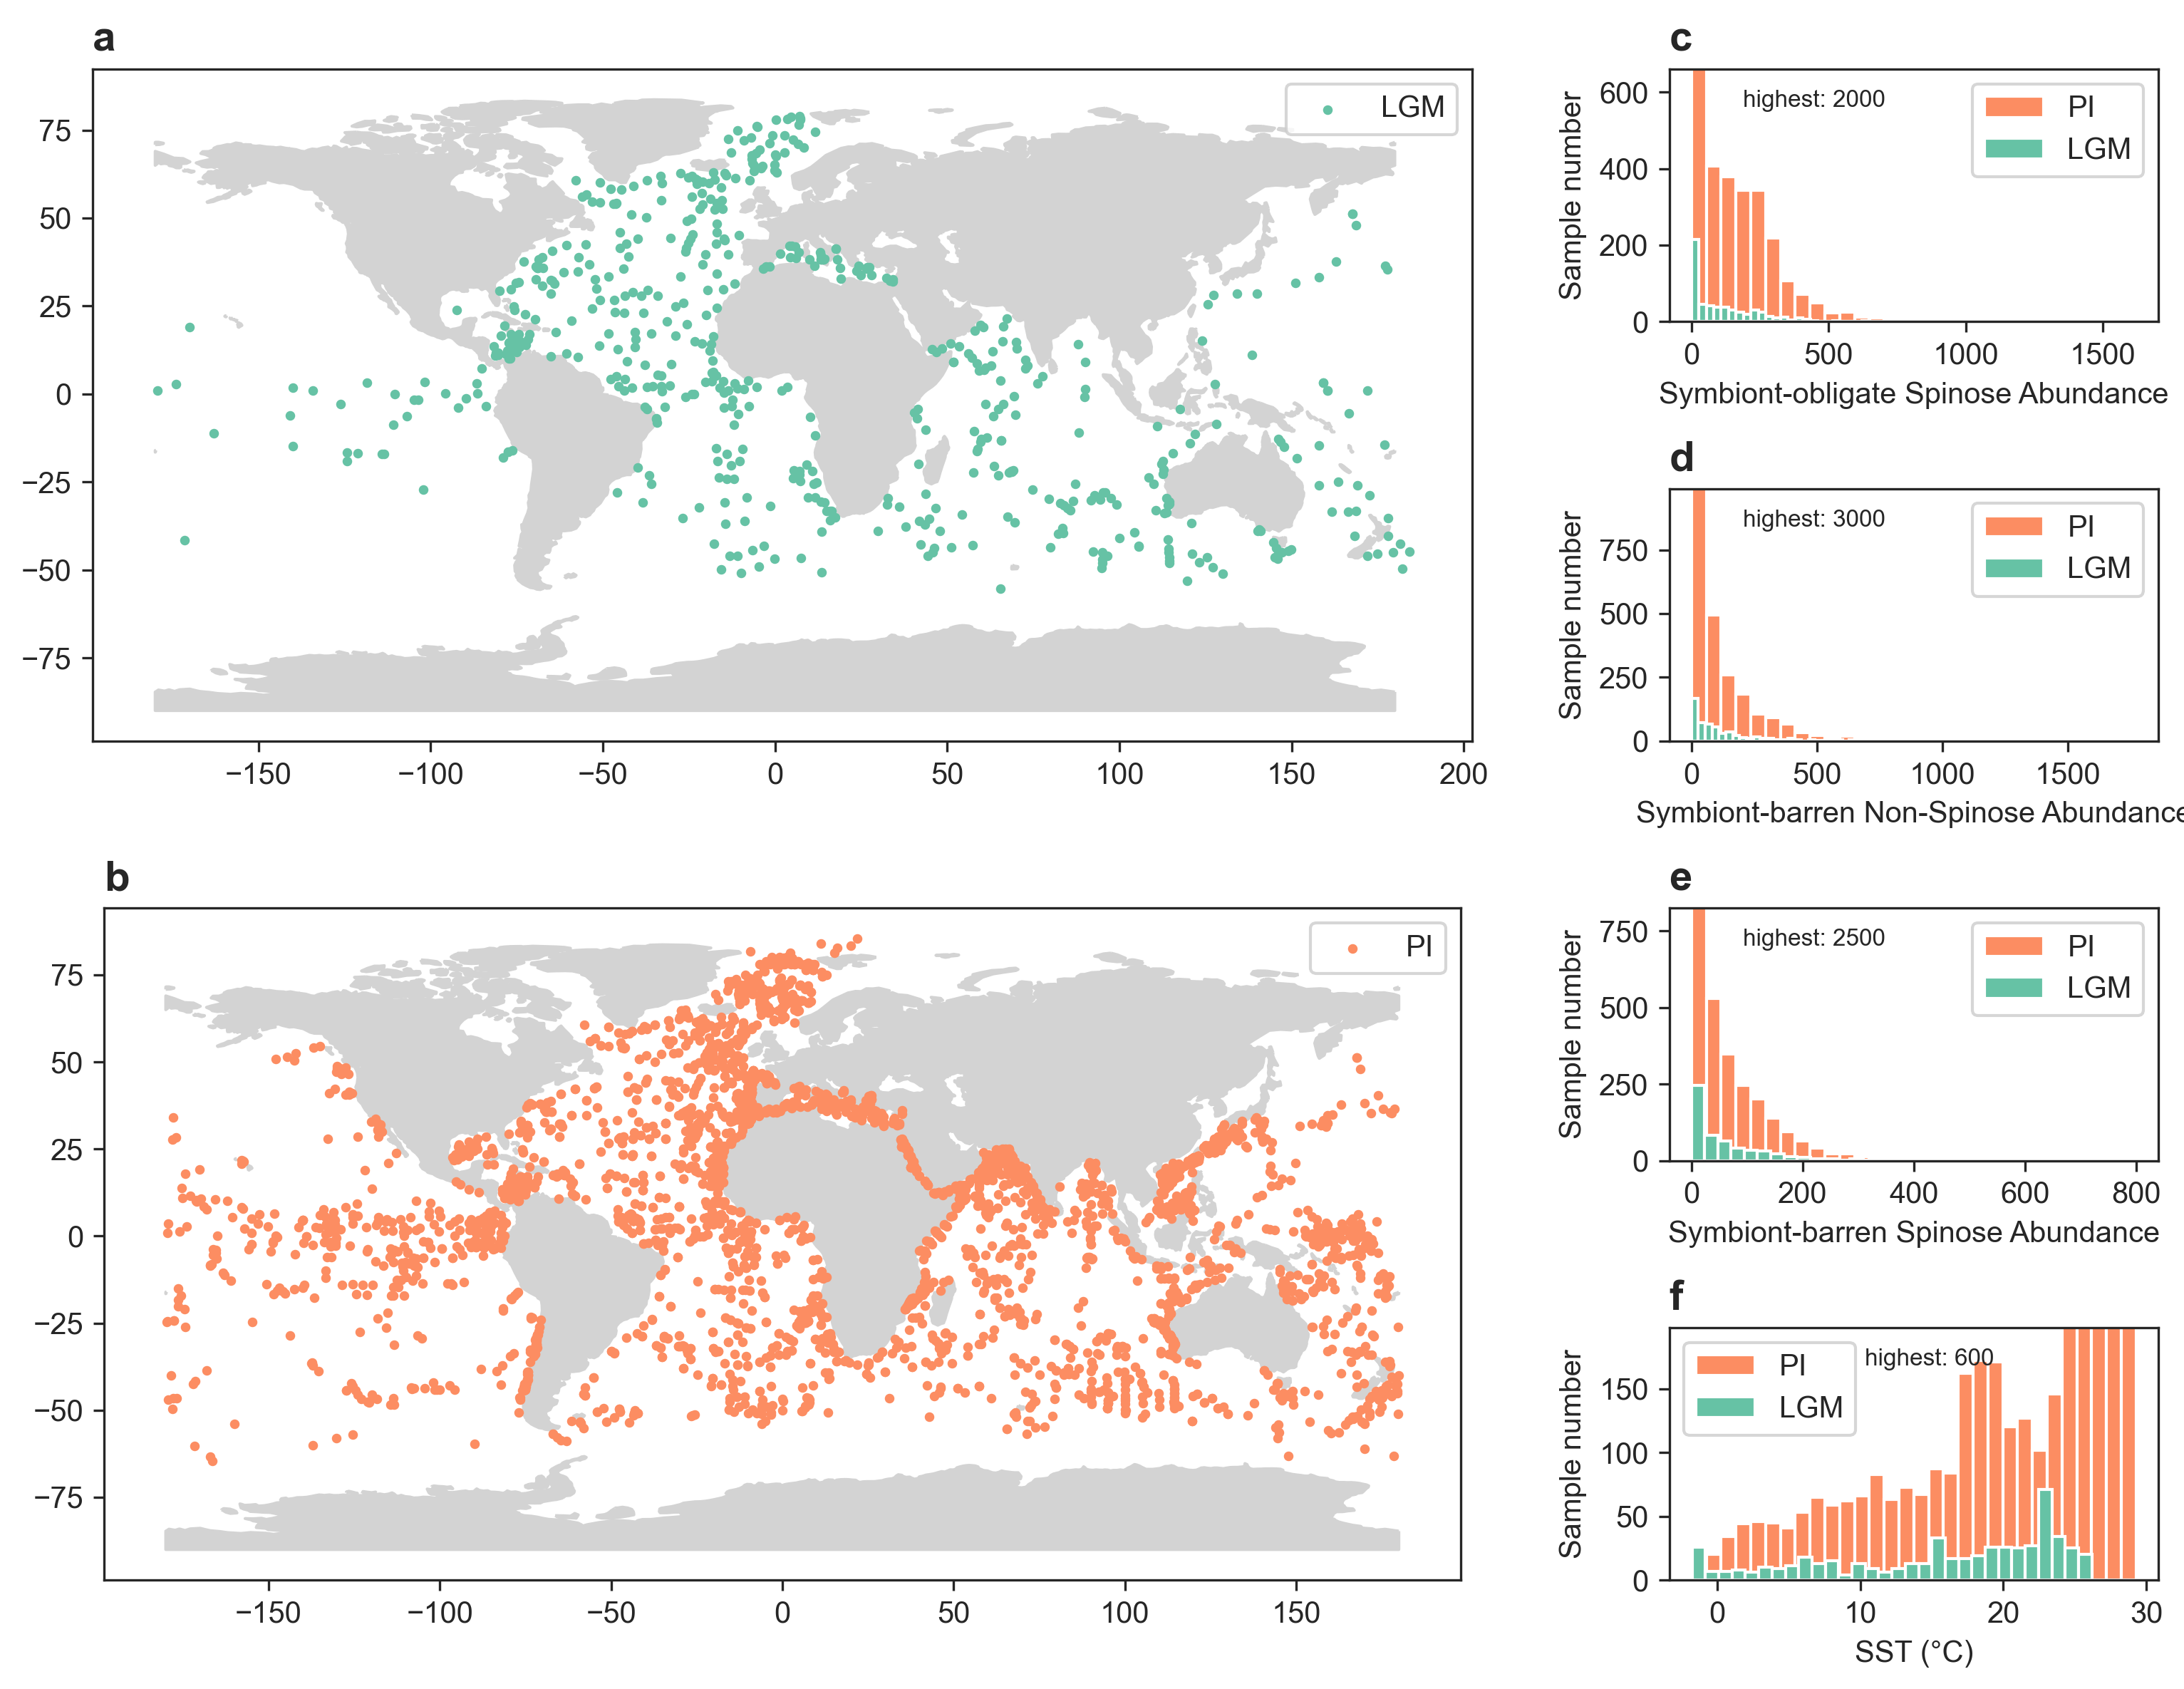 a
LGM
75
50
25
0
−25
−50
−75
−150 −100 −50 0 50 100 150 200
b
PI
75
50
25
0
−25
−50
−75
−150 −100 −50 0 50 100 150
c
Sample number
600
400
200
0
highest: 2000
PI
LGM
0 500 1000 1500
Symbiont-obligate Spinose Abundance
d
Sample number
750
500
250
0
highest: 3000
PI
LGM
0 500 1000 1500
Symbiont-barren Non-Spinose Abundance
e
Sample number
750
500
250
0
highest: 2500
PI
LGM
0 200 400 600 800
Symbiont-barren Spinose Abundance
f
Sample number
150
100
50
0
PI
LGM
highest: 600
0 10 20 30
SST (°C)